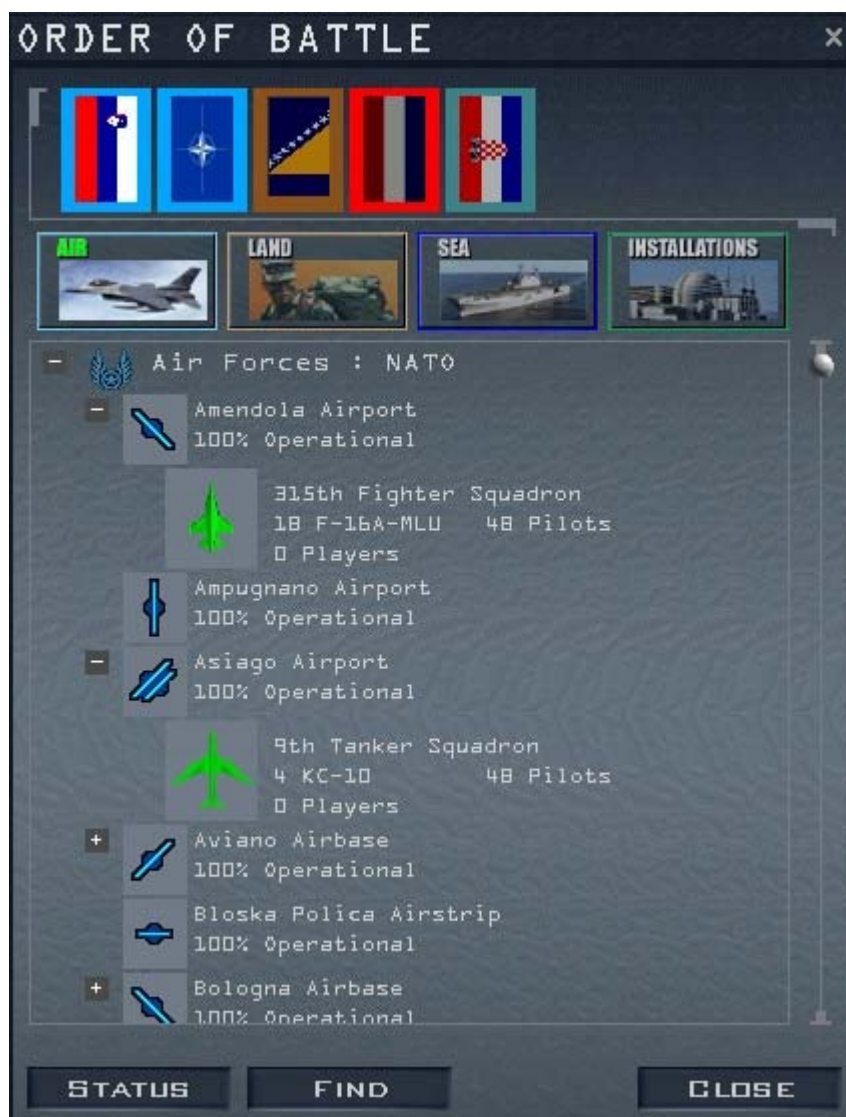 ORDER OF BATTLE
AIR
LAND
SEA
INSTALLATIONS
Air Forces : NATO
Amendola Airport
100% Operational
315th Fighter Squadron
18 F-16A-MLU 48 Pilots
0 Players
Ampugnano Airport
100% Operational
Asiago Airport
100% Operational
9th Tanker Squadron
4 KC-10 48 Pilots
0 Players
Aviano Airbase
100% Operational
Bloska Polica Airstrip
100% Operational
Bologna Airbase
100% Operational
STATUS
FIND
CLOSE